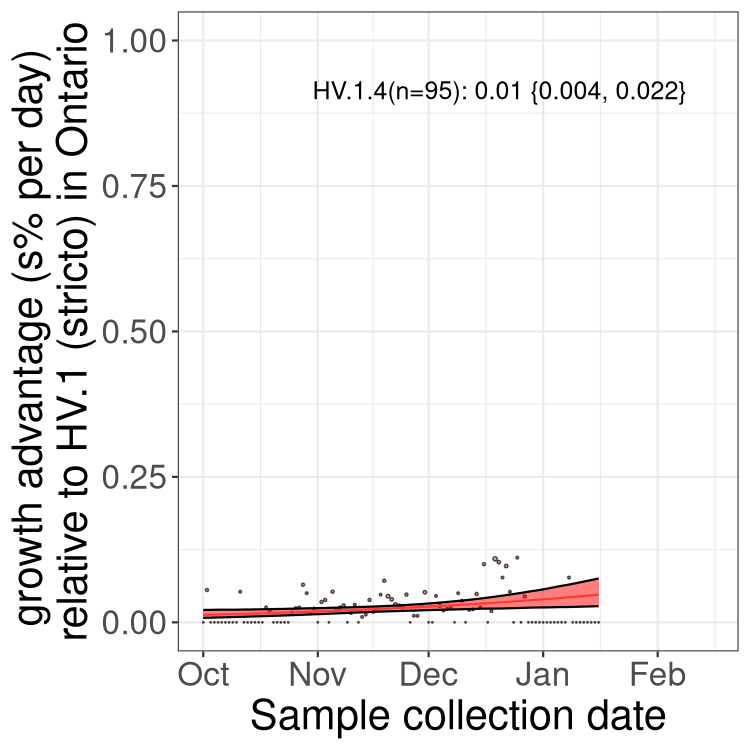 growth advantage (s% per day)
relative to HV.1 (stricto) in Ontario
1.00
0.75
0.50
0.25
0.00
HV.1.4(n=95): 0.01 {0.004, 0.022}
Oct Nov Dec Jan Feb
Sample collection date